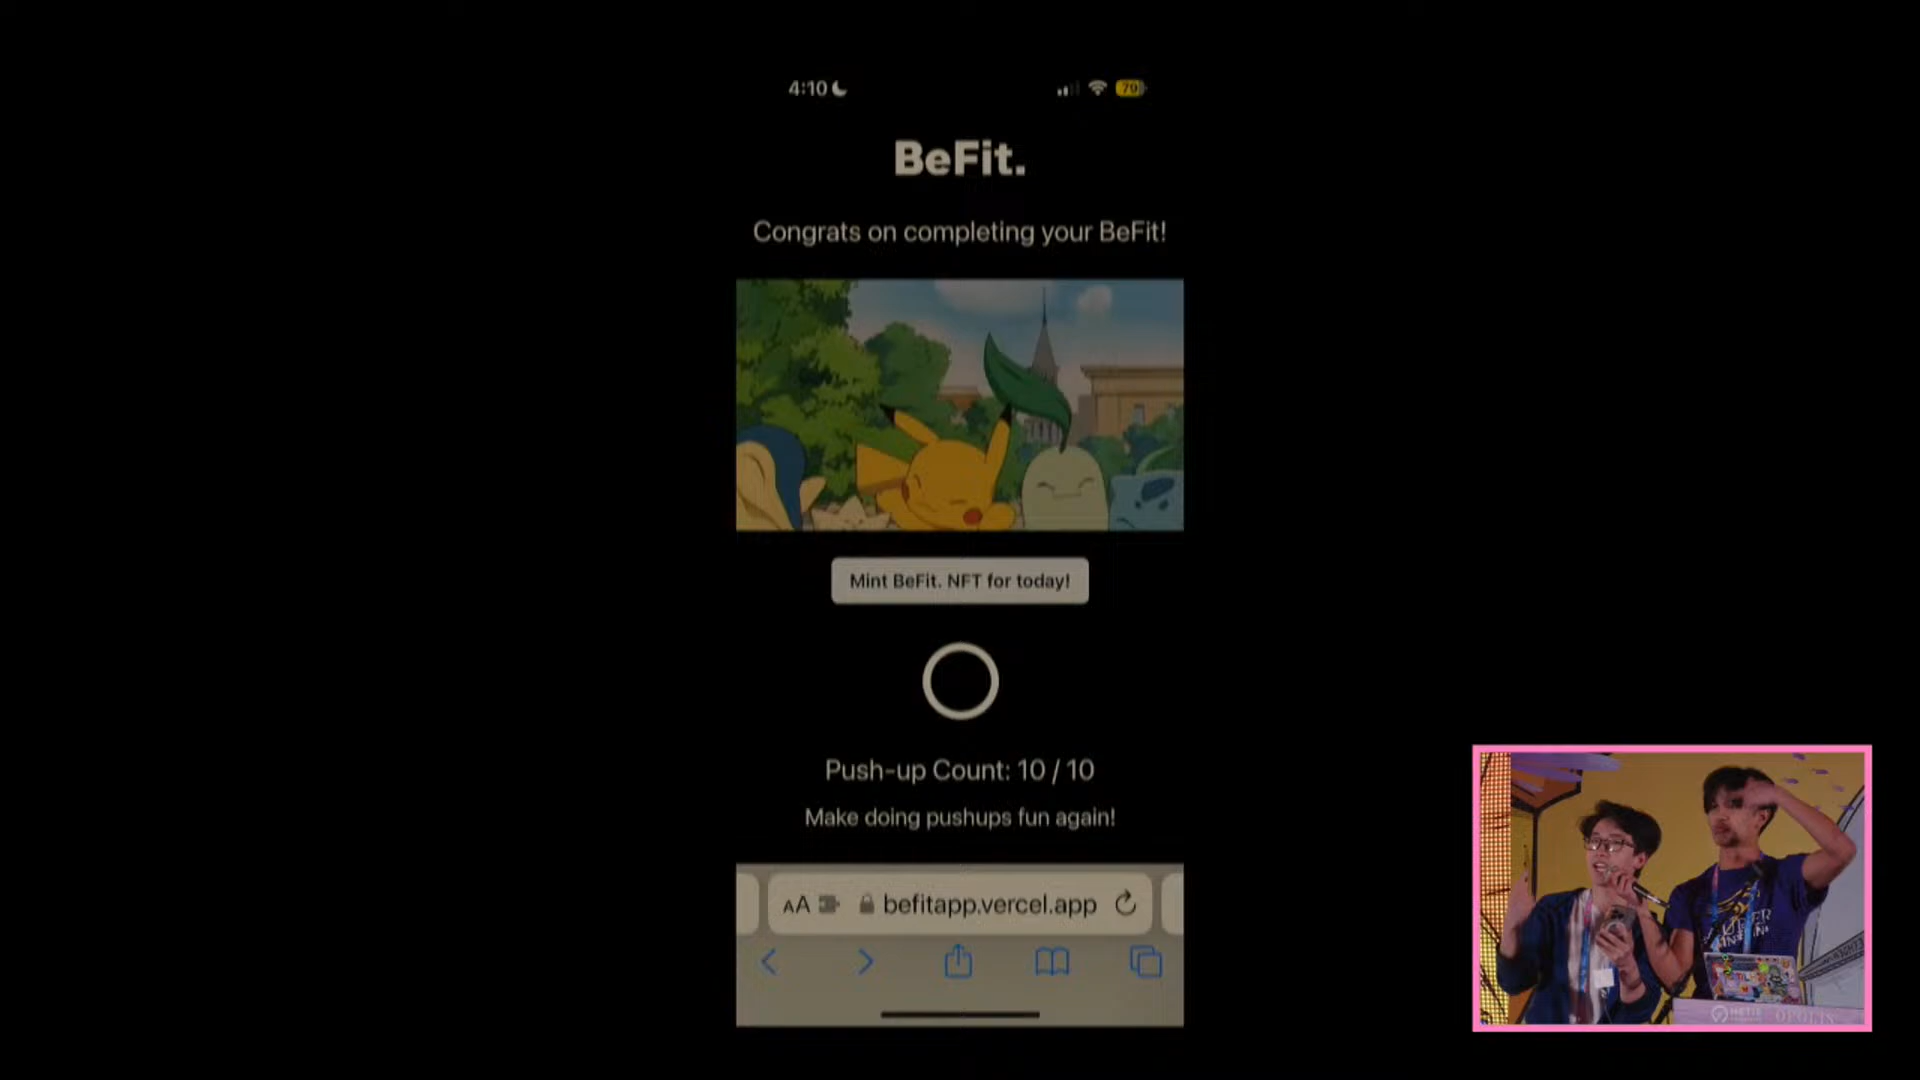 4:10
79
BeFit.
Congrats on completing your BeFit!
Mint BeFit. NFT for today!
Push-up Count: 10 / 10
Make doing pushups fun again!
AA befitapp.vercel.app